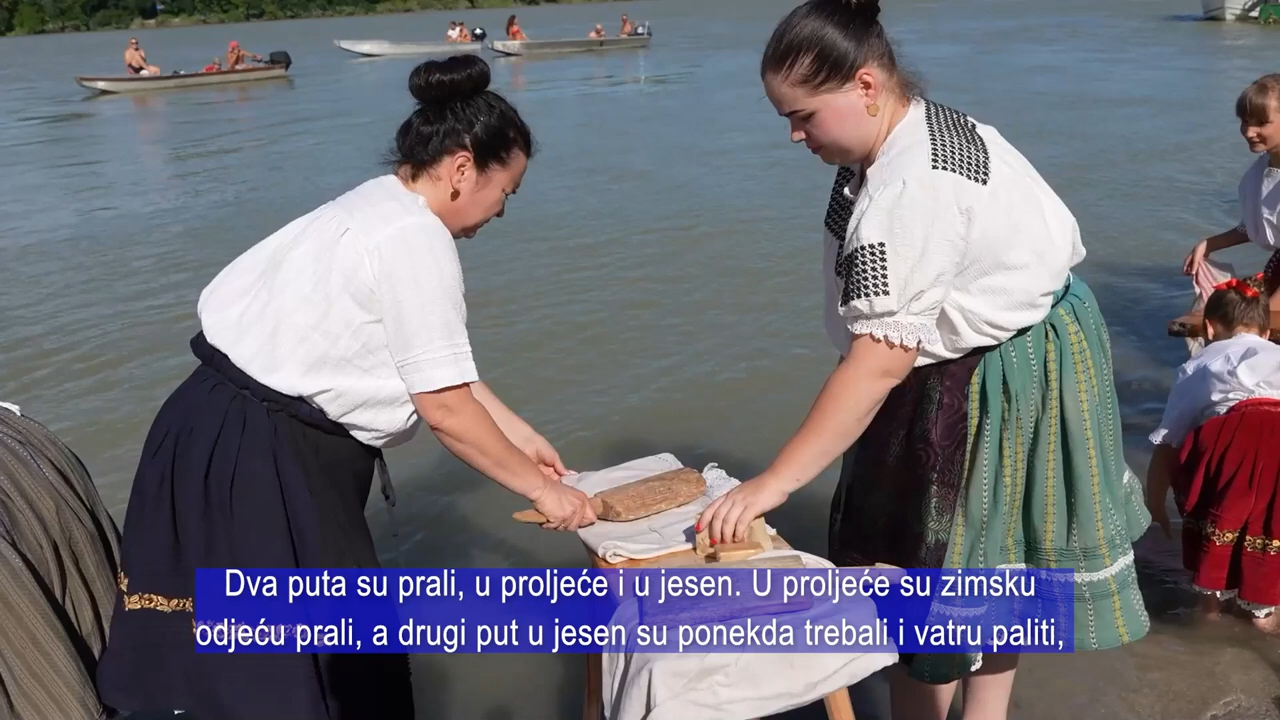 Dva puta su prali, u proljeće i u jesen. U proljeće su zimsku
odjeću prali, a drugi put u jesen su ponekda trebali i vatru paliti,